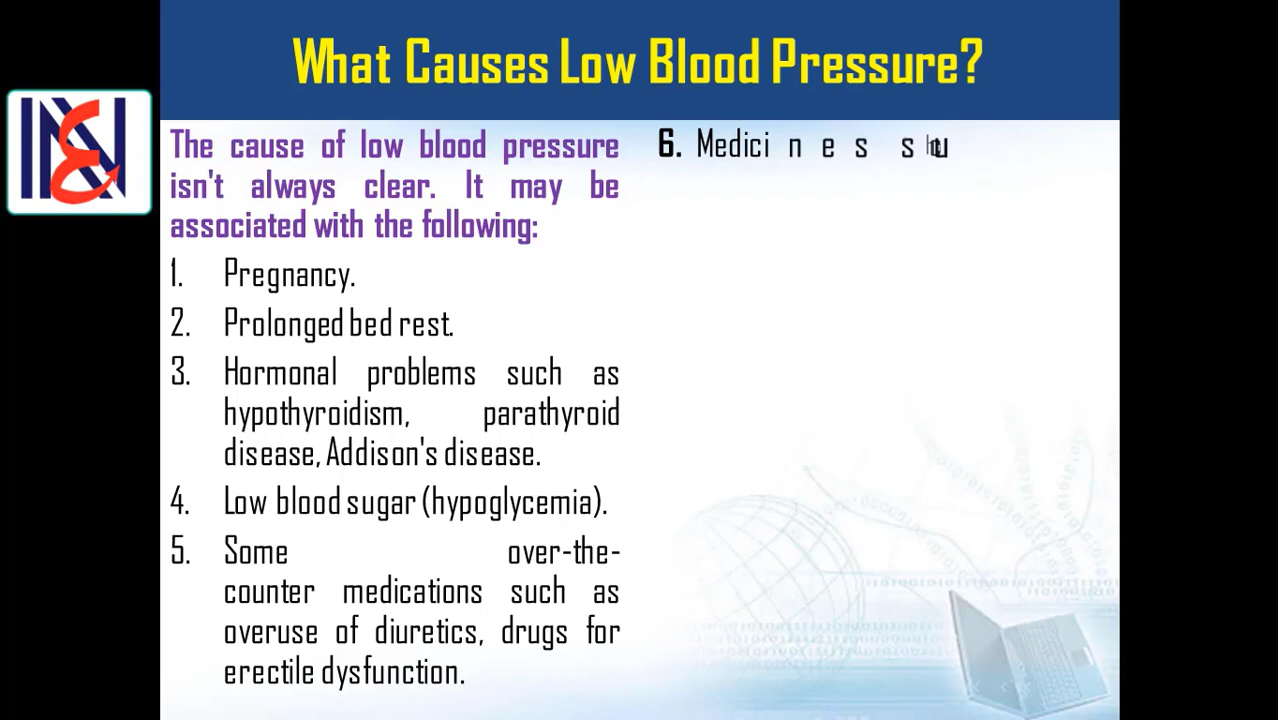 What Causes Low Blood Pressure?
The cause of low blood pressure
isn't always clear. It may be
associated with the following:
1. Pregnancy.
2. Prolonged bed rest.
3. Hormonal problems such as
hypothyroidism, parathyroid
disease, Addison's disease.
4. Low blood sugar (hypoglycemia).
5. Some over-the-
counter medications such as
overuse of diuretics, drugs for
erectile dysfunction.
6. Medicines